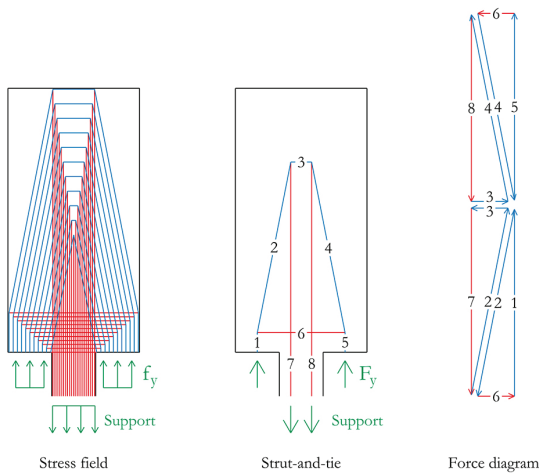 f_y
Support
Stress field
3
2
4
6
1
5
7
8
F_y
Support
Strut-and-tie
6
8
4
4
5
3
3
7
2
2
1
6
Force diagram